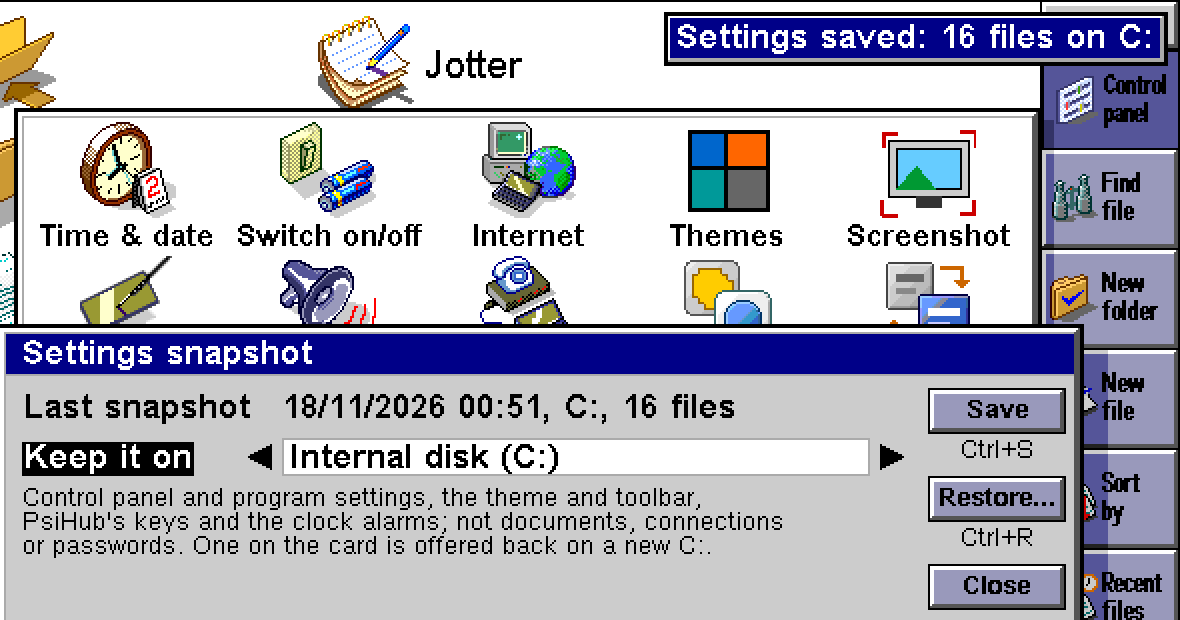 Jotter
Settings saved: 16 files on C:
Control
panel
Time & date
Switch on/off
Internet
Themes
Screenshot
Find
file
New
folder
Settings snapshot
Last snapshot 18/11/2026 00:51, C:, 16 files
Save
Ctrl+S
Keep it on
Internal disk (C:)
Control panel and program settings, the theme and toolbar,
PsiHub's keys and the clock alarms; not documents, connections
or passwords. One on the card is offered back on a new C:.
Restore...
Ctrl+R
Close
New
file
Sort
by
Recent
files